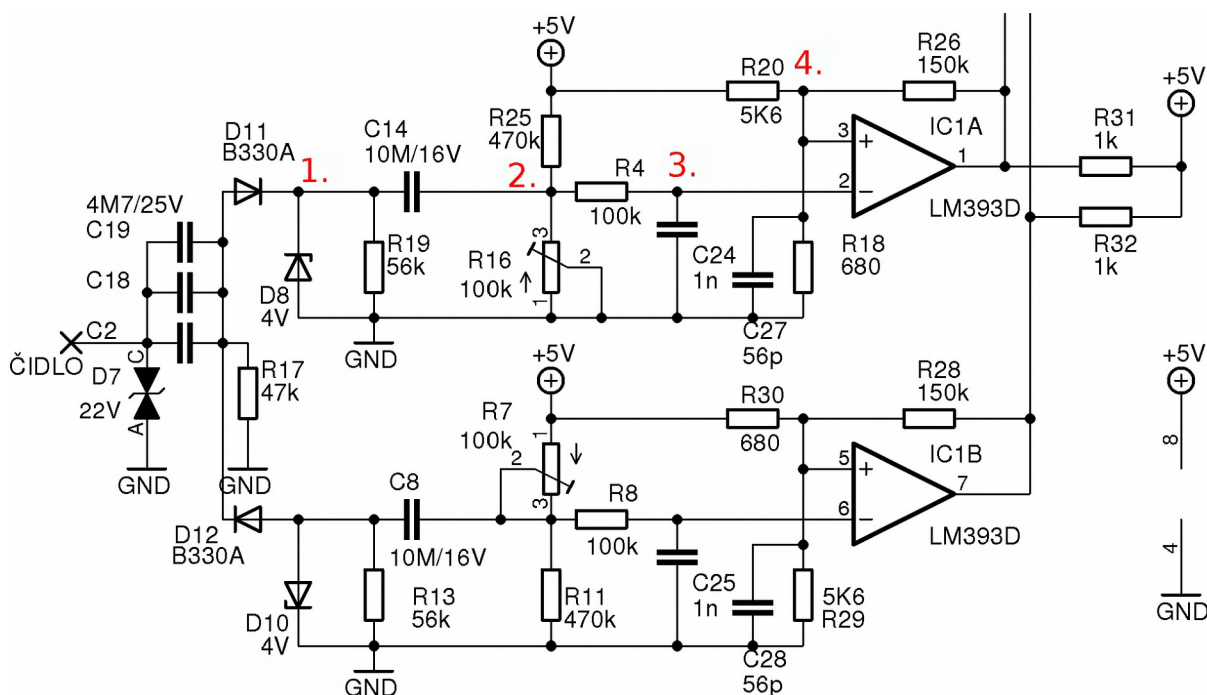 +5V
R20
5K6
4.
R26
150k
+5V
R31
1k
R32
1k
D11
B330A
1.
C14
10M/16V
R25
470k
2.
R4
100k
3.
3
+
2
−
1
IC1A
LM393D
4M7/25V
C19
C18
C2
ČIDLO
C
D7
22V
A
GND
R17
47k
GND
D8
4V
R19
56k
GND
R16
100k
3
2
1
C24
1n
C27
56p
R18
680
+5V
R7
100k
1
2
3
R30
680
R28
150k
5
+
6
−
7
IC1B
LM393D
+5V
8
4
GND
D12
B330A
C8
10M/16V
R8
100k
D10
4V
R13
56k
GND
R11
470k
C25
1n
C28
56p
5K6
R29